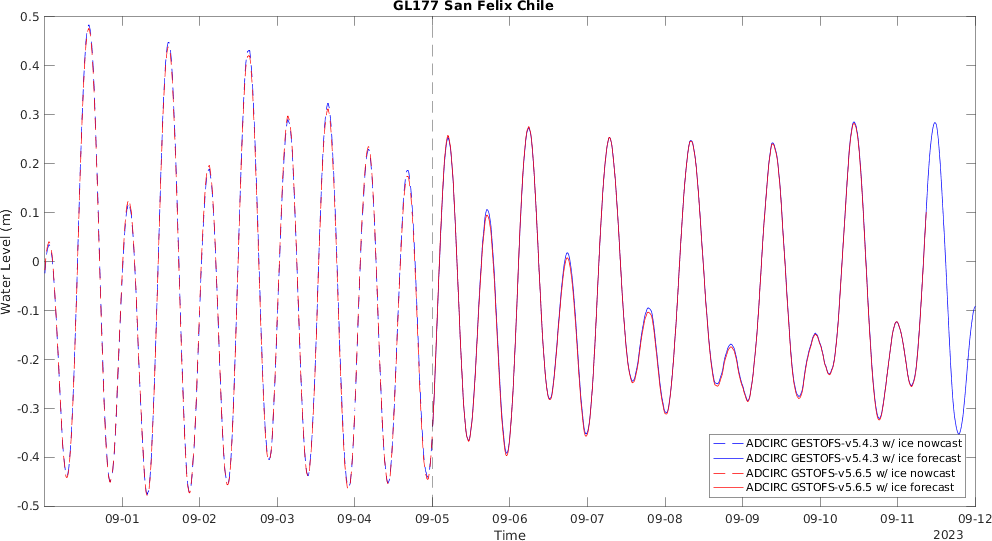 GL177 San Felix Chile
0.5
0.4
0.3
0.2
0.1
0
-0.1
-0.2
-0.3
-0.4
-0.5
Water Level (m)
ADCIRC GESTOFS-v5.4.3 w/ ice nowcast
ADCIRC GESTOFS-v5.4.3 w/ ice forecast
ADCIRC GSTOFS-v5.6.5 w/ ice nowcast
ADCIRC GSTOFS-v5.6.5 w/ ice forecast
09-01 09-02 09-03 09-04 09-05 09-06 09-07 09-08 09-09 09-10 09-11 09-12
Time
2023